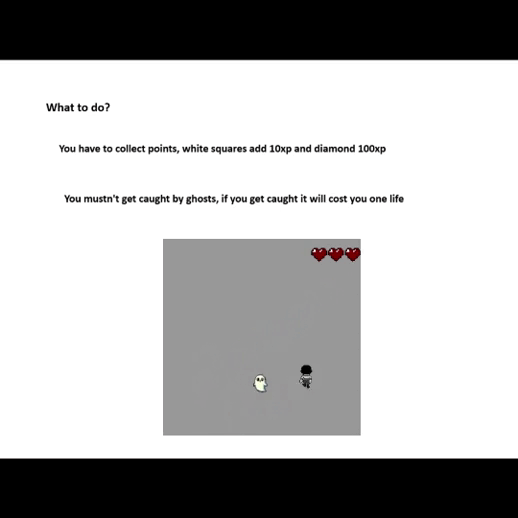 What to do?
You have to collect points, white squares add 10xp and diamond 100xp
You mustn't get caught by ghosts, if you get caught it will cost you one life